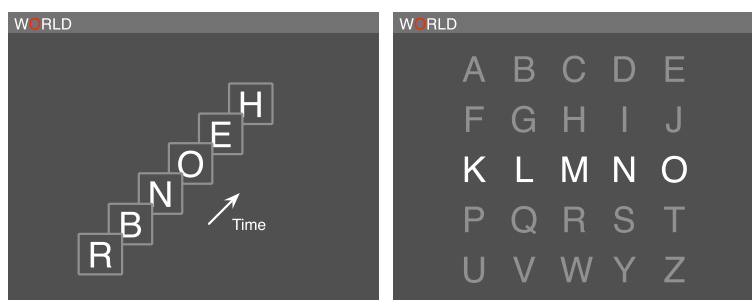 WORLD
H
E
O
N
B
R
Time
WORLD
A B C D E
F G H I J
K L M N O
P Q R S T
U V W Y Z